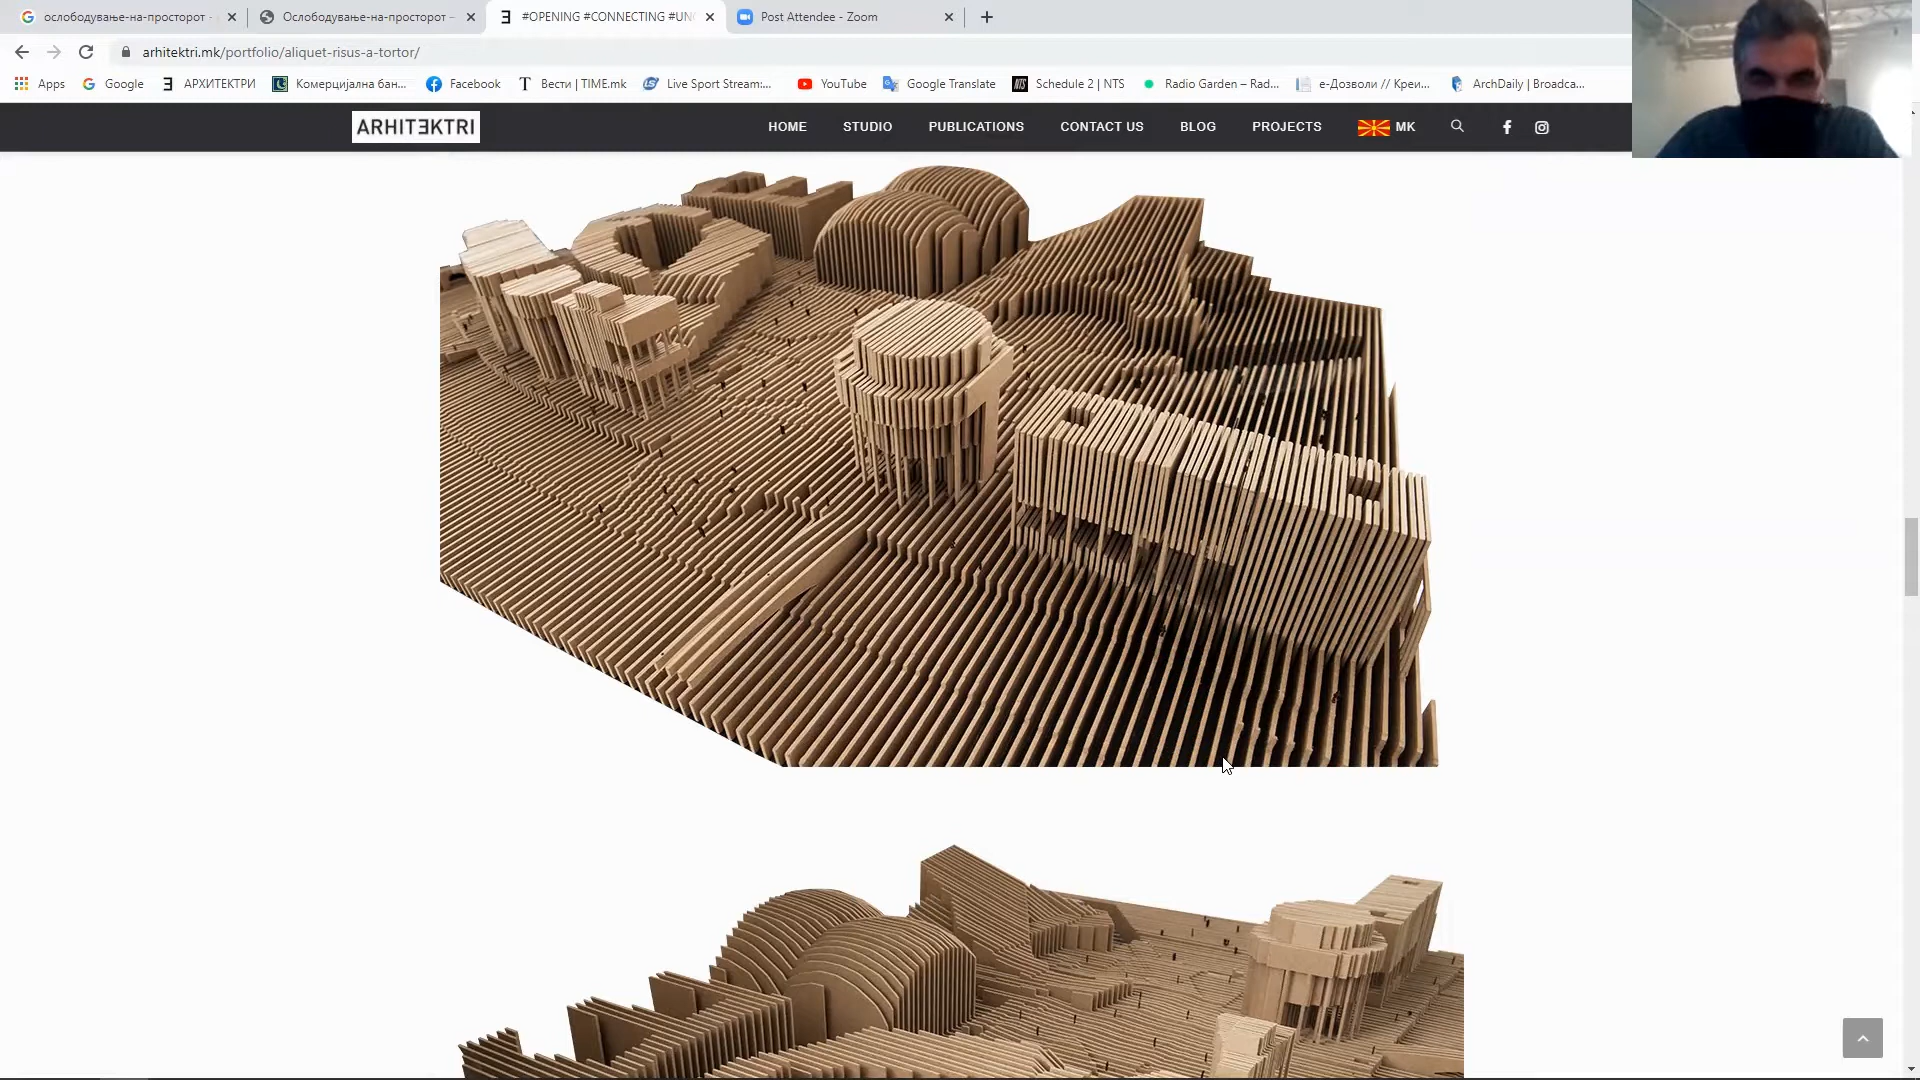 ослободување-на-просторот -
Ослободување-на-просторот –
#OPENING #CONNECTING #UN
Post Attendee - Zoom
arhitektri.mk/portfolio/aliquet-risus-a-tortor/
Apps Google АРХИТЕКТРИ Комерцијална бан... Facebook Вести | TIME.mk Live Sport Stream:... YouTube Google Translate Schedule 2 | NTS Radio Garden – Rad... е-Дозволи // Креи... ArchDaily | Broadca...
ARHITƎKTRI HOME STUDIO PUBLICATIONS CONTACT US BLOG PROJECTS MK